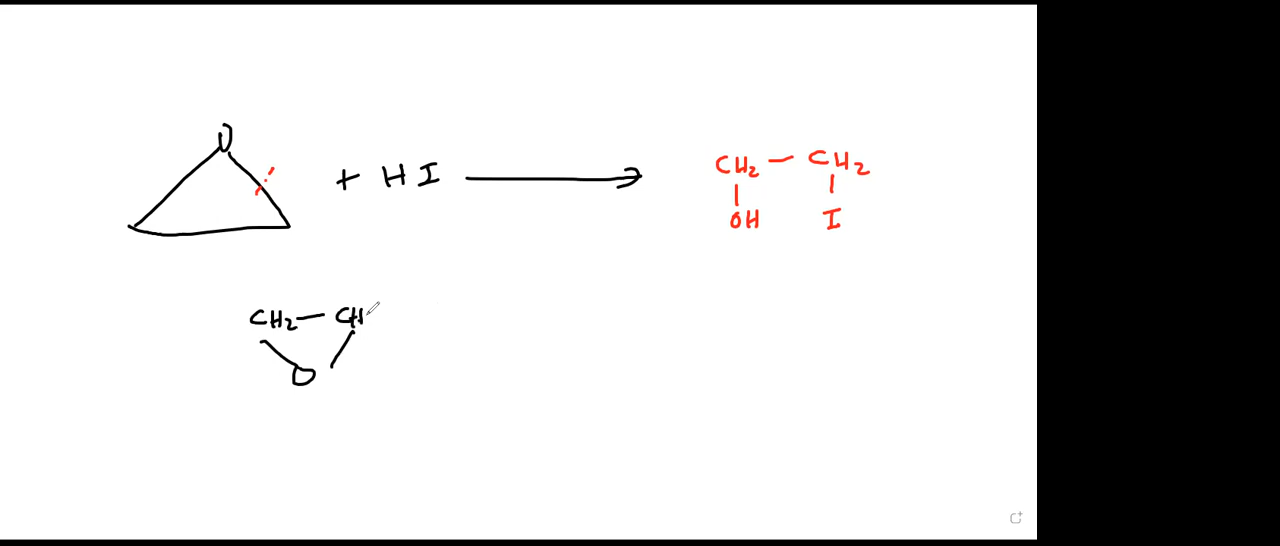 O
+ HI ⟶ CH2 — CH2
OH I
CH2 — CH
O